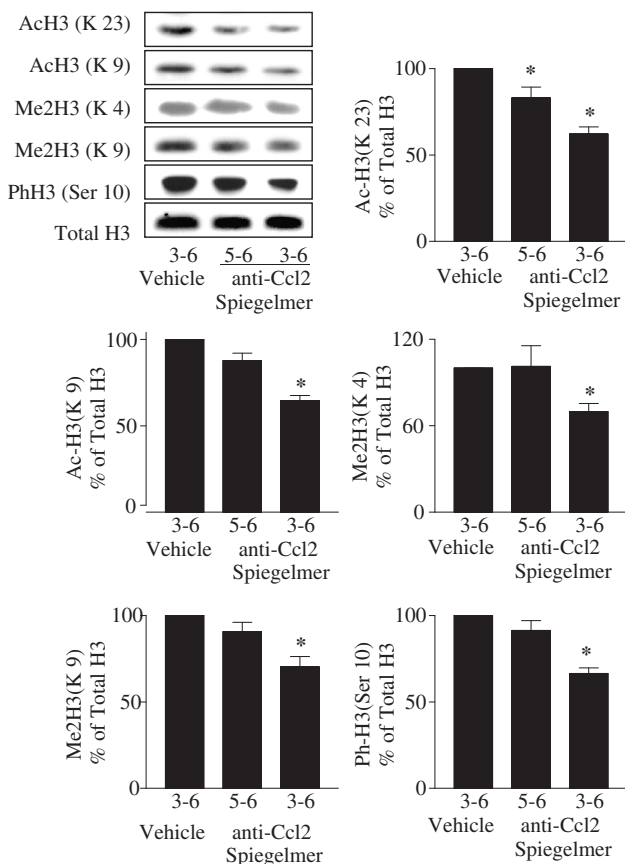 AcH3 (K 23)
AcH3 (K 9)
Me2H3 (K 4)
Me2H3 (K 9)
PhH3 (Ser 10)
Total H3
3-6 5-6 3-6
Vehicle anti-Ccl2
Spiegelmer
Ac-H3(K 23)
% of Total H3
100
50
0
*
*
3-6 5-6 3-6
Vehicle anti-Ccl2
Spiegelmer
Ac-H3(K 9)
% of Total H3
100
50
0
*
3-6 5-6 3-6
Vehicle anti-Ccl2
Spiegelmer
Me2H3(K 4)
% of Total H3
120
60
0
*
3-6 5-6 3-6
Vehicle anti-Ccl2
Spiegelmer
Me2H3(K 9)
% of Total H3
100
50
0
*
3-6 5-6 3-6
Vehicle anti-Ccl2
Spiegelmer
Ph-H3(Ser 10)
% of Total H3
100
50
0
*
3-6 5-6 3-6
Vehicle anti-Ccl2
Spiegelmer